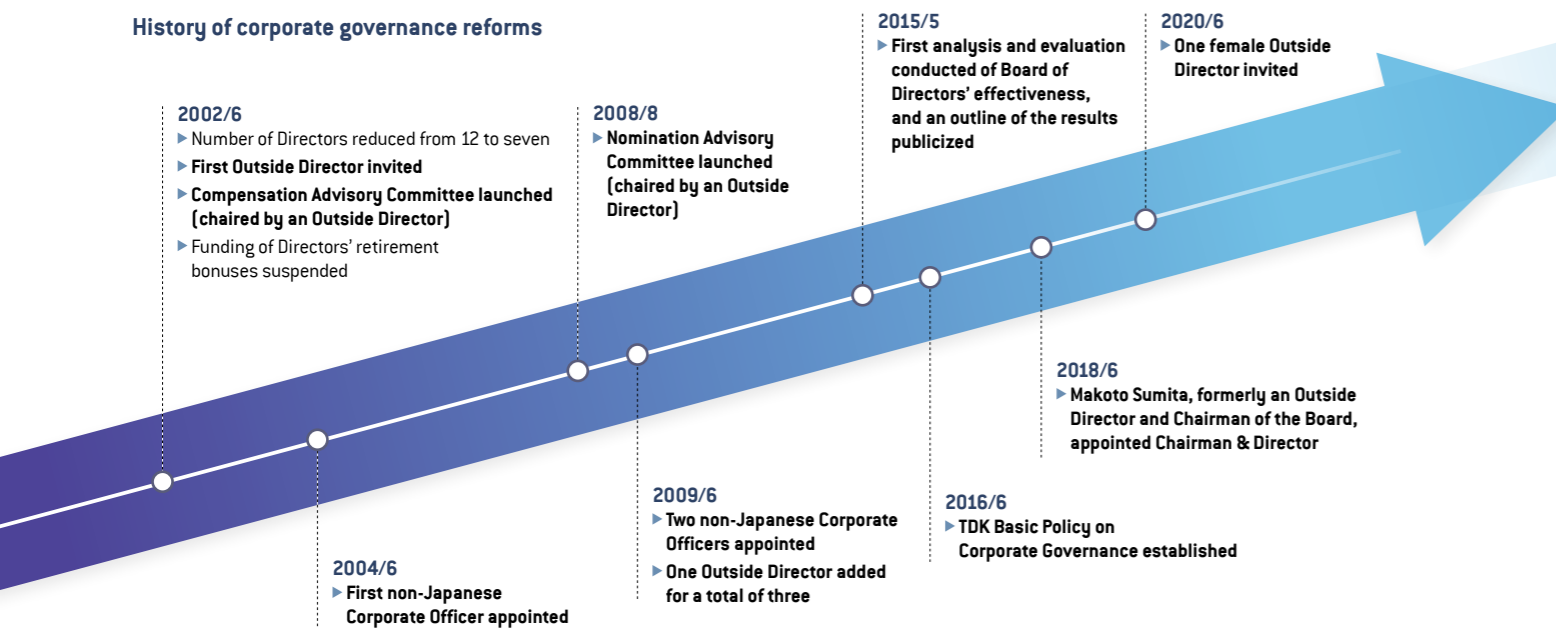 History of corporate governance reforms
2002/6
▶ Number of Directors reduced from 12 to seven
▶ First Outside Director invited
▶ Compensation Advisory Committee launched
(chaired by an Outside Director)
▶ Funding of Directors' retirement
bonuses suspended
2004/6
▶ First non-Japanese
Corporate Officer appointed
2008/8
▶ Nomination Advisory
Committee launched
(chaired by an Outside
Director)
2009/6
▶ Two non-Japanese Corporate
Officers appointed
▶ One Outside Director added
for a total of three
2015/5
▶ First analysis and evaluation
conducted of Board of
Directors' effectiveness,
and an outline of the results
publicized
2016/6
▶ TDK Basic Policy on
Corporate Governance established
2018/6
▶ Makoto Sumita, formerly an Outside
Director and Chairman of the Board,
appointed Chairman & Director
2020/6
▶ One female Outside
Director invited